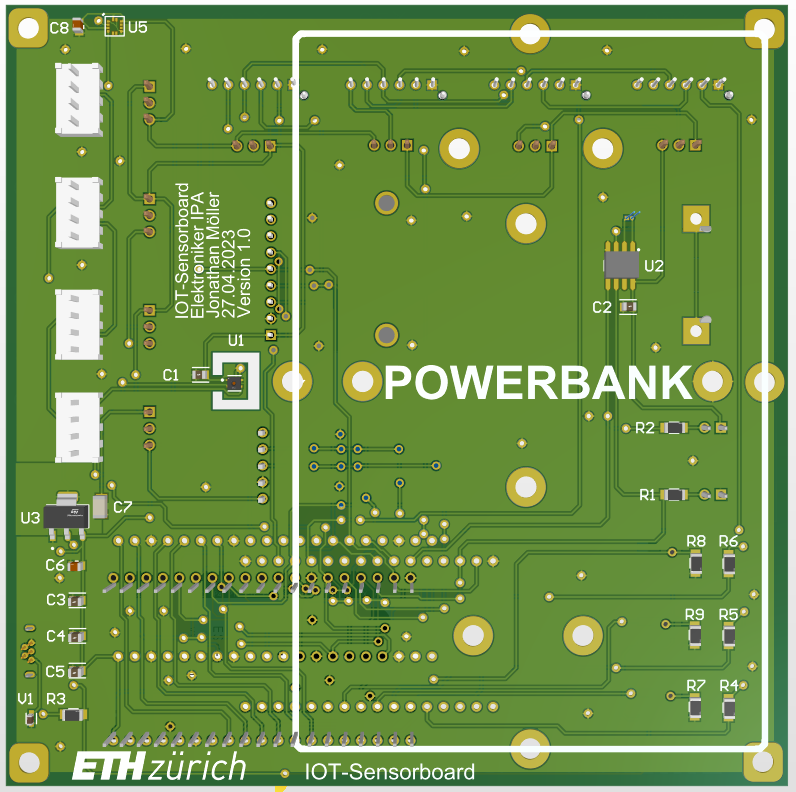 C8
U5
IOT-Sensorboard
Elektroniker IPA
Jonathan Möller
27.04.2023
Version 1.0
U2
C2
U1
C1
POWERBANK
R2
R1
C7
U3
R8
R6
C6
C3
R9
R5
C4
C5
R7
R4
V1
R3
ETH zürich
IOT-Sensorboard